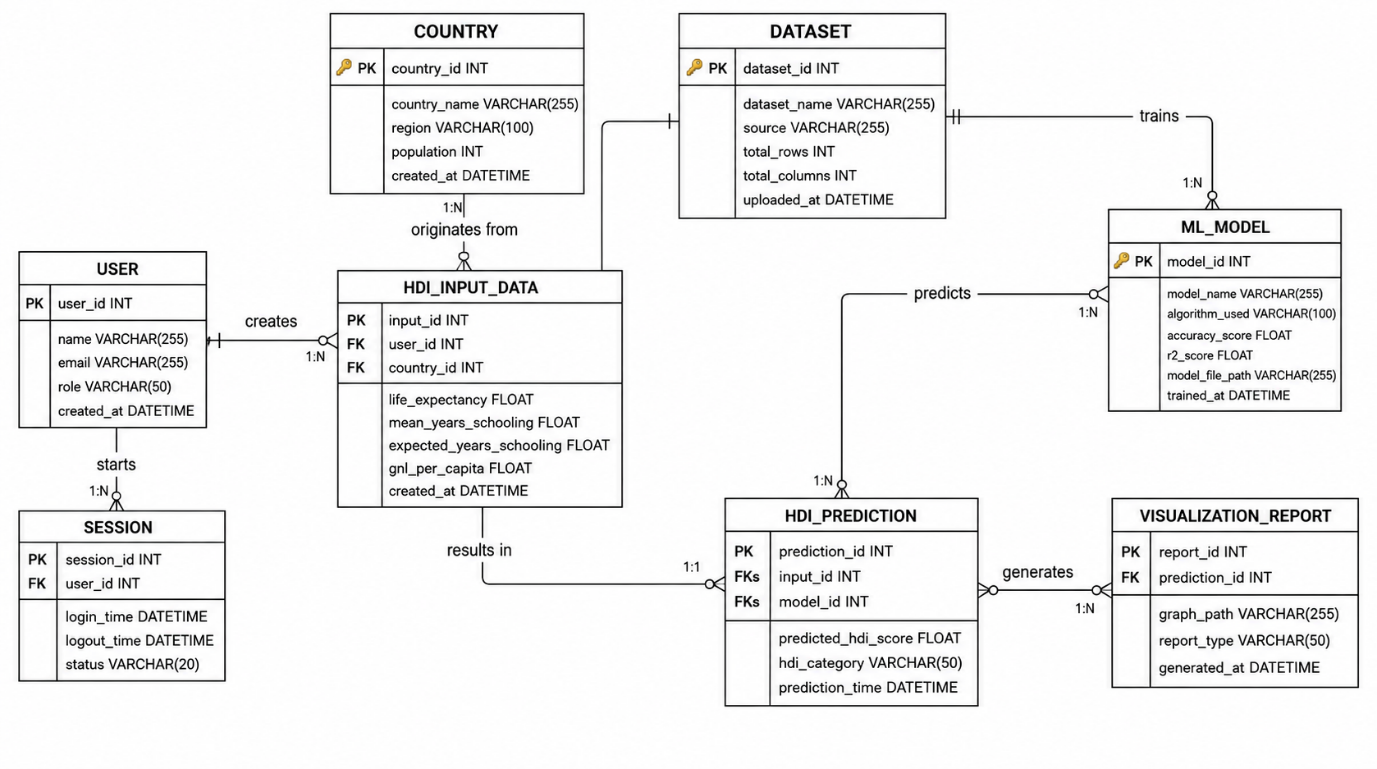 COUNTRY
PK country_id INT
country_name VARCHAR(255)
region VARCHAR(100)
population INT
created_at DATETIME
1:N
originates from
DATASET
PK dataset_id INT
dataset_name VARCHAR(255)
source VARCHAR(255)
total_rows INT
total_columns INT
uploaded_at DATETIME
trains
1:N
ML_MODEL
PK model_id INT
model_name VARCHAR(255)
algorithm_used VARCHAR(100)
accuracy_score FLOAT
r2_score FLOAT
model_file_path VARCHAR(255)
trained_at DATETIME
USER
PK user_id INT
name VARCHAR(255)
email VARCHAR(255)
role VARCHAR(50)
created_at DATETIME
creates
1:N
HDI_INPUT_DATA
PK input_id INT
FK user_id INT
FK country_id INT
life_expectancy FLOAT
mean_years_schooling FLOAT
expected_years_schooling FLOAT
gnl_per_capita FLOAT
created_at DATETIME
predicts
1:N
1:N
starts
1:N
SESSION
PK session_id INT
FK user_id INT
login_time DATETIME
logout_time DATETIME
status VARCHAR(20)
results in
1:1
HDI_PREDICTION
PK prediction_id INT
FKs input_id INT
FKs model_id INT
predicted_hdi_score FLOAT
hdi_category VARCHAR(50)
prediction_time DATETIME
generates
1:N
VISUALIZATION_REPORT
PK report_id INT
FK prediction_id INT
graph_path VARCHAR(255)
report_type VARCHAR(50)
generated_at DATETIME